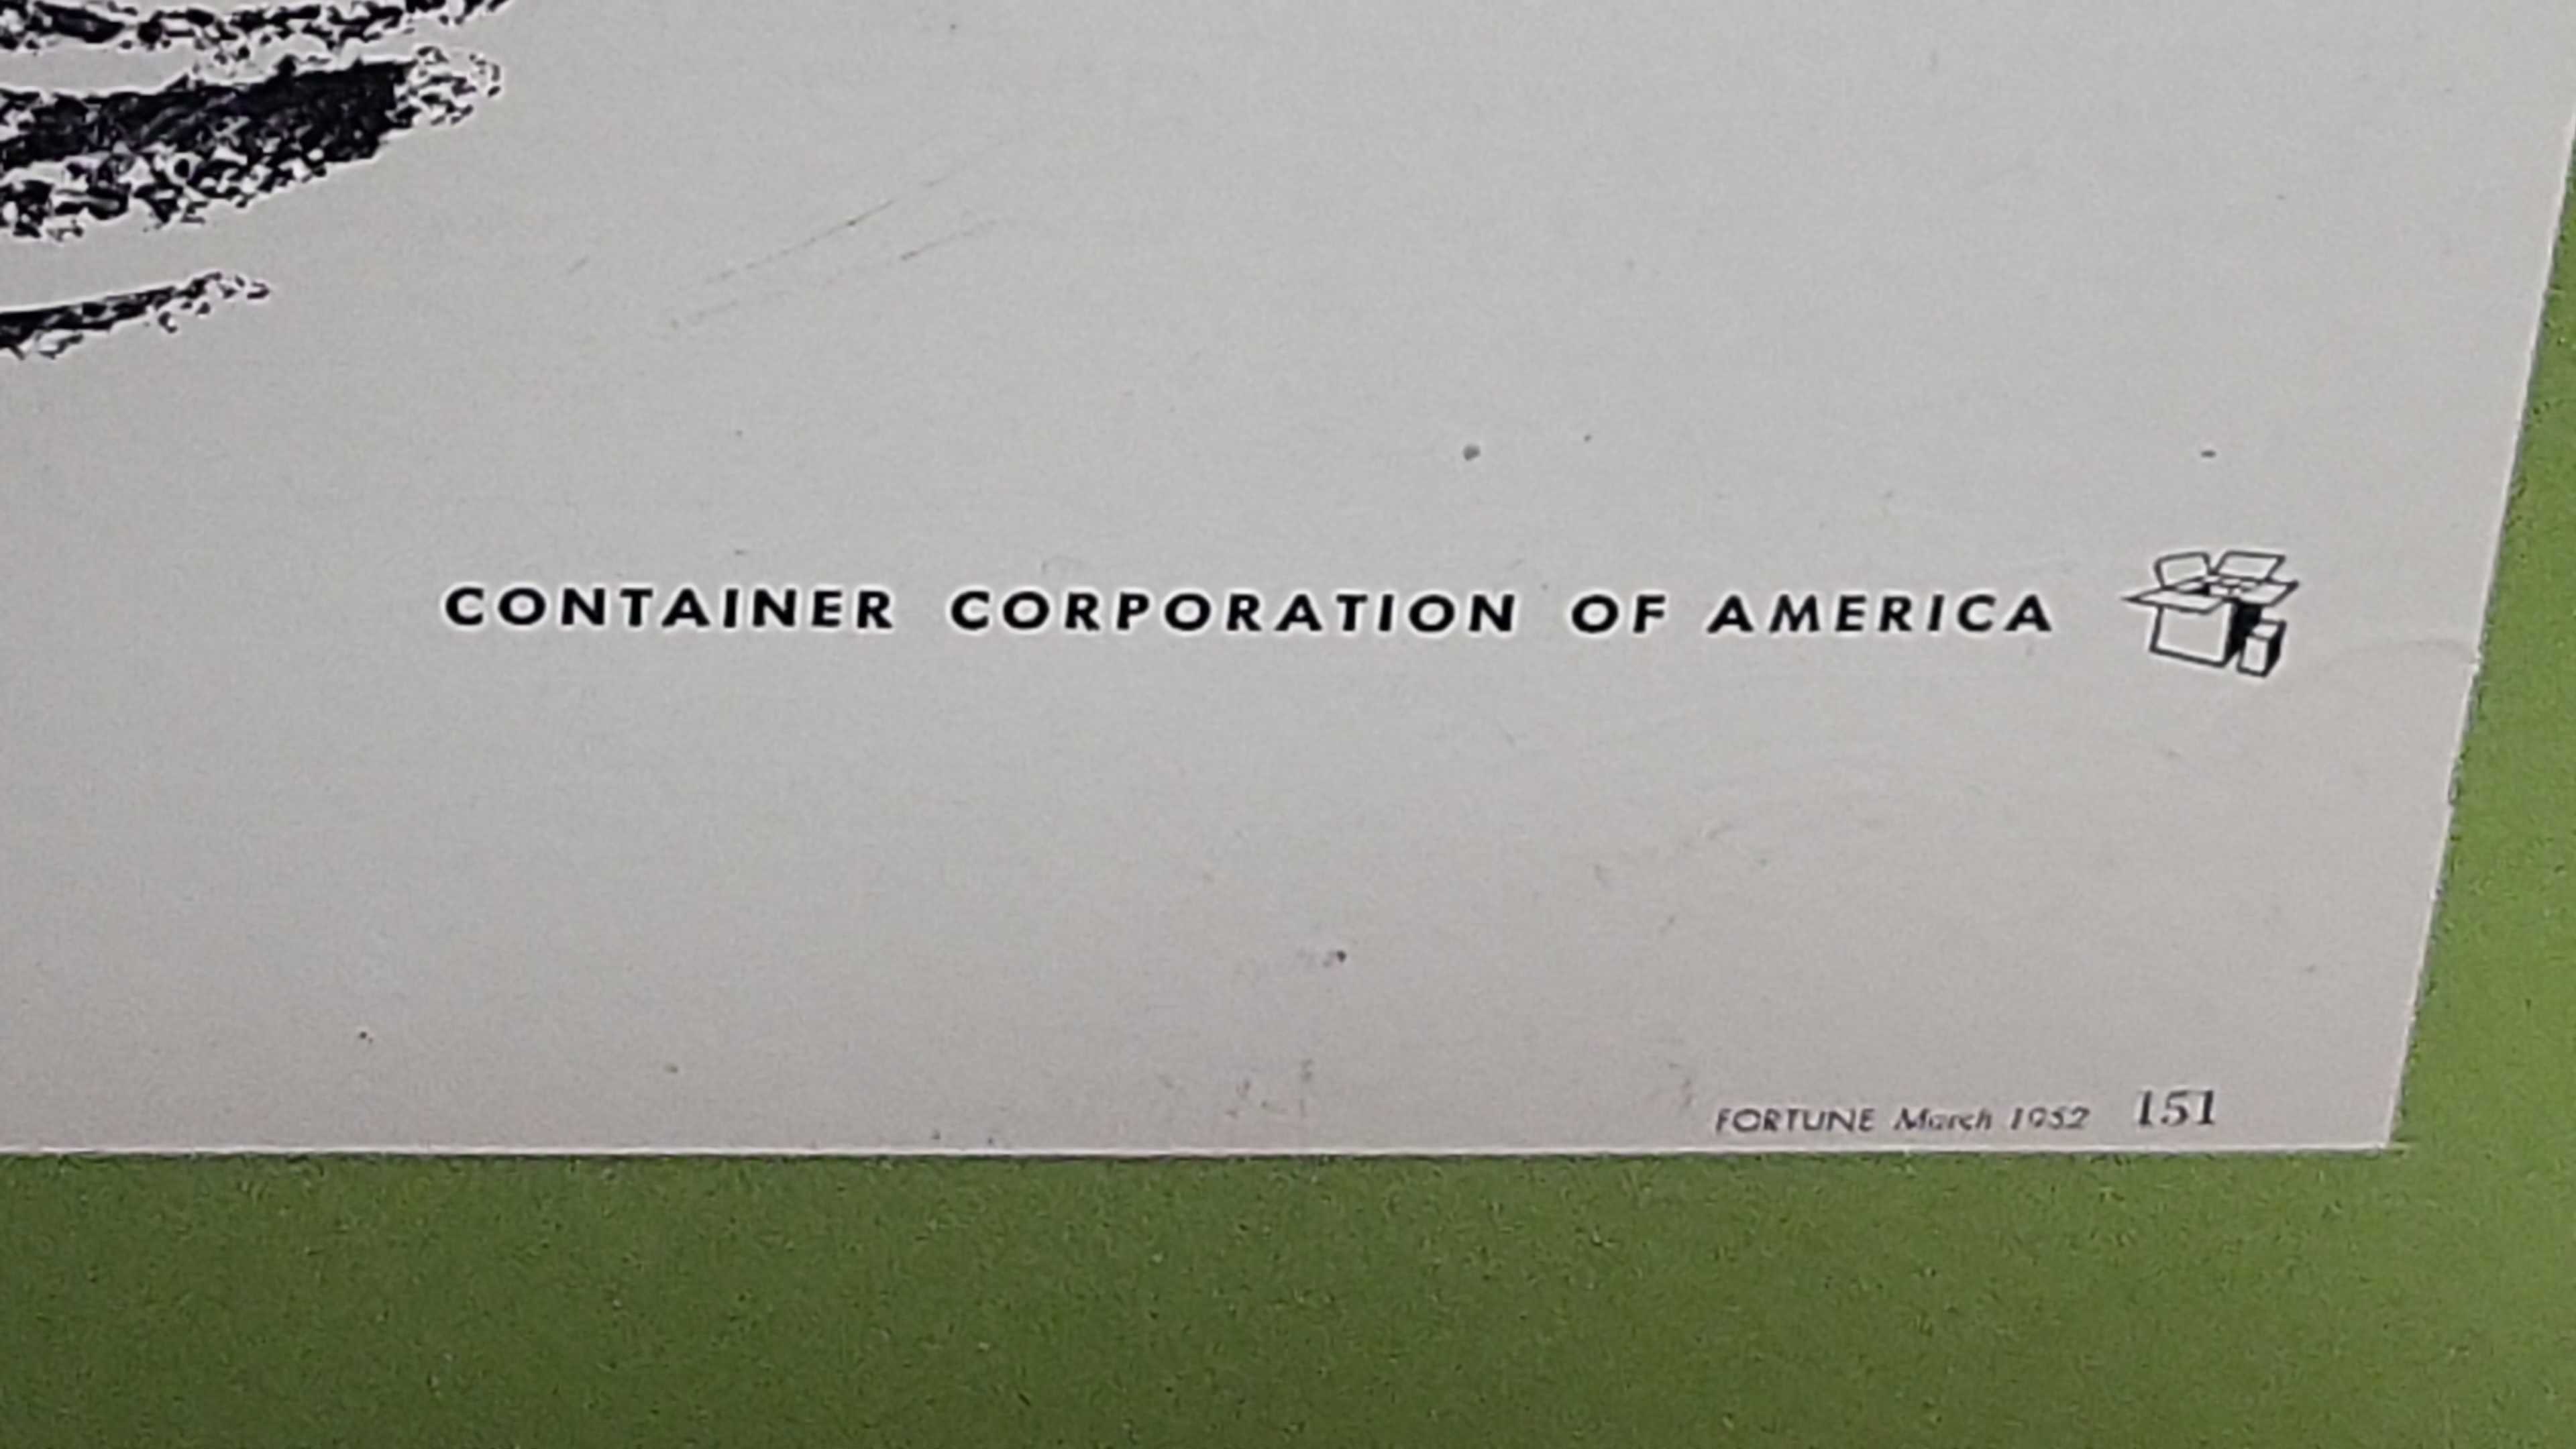 CONTAINER CORPORATION OF AMERICA
FORTUNE March 1952 151